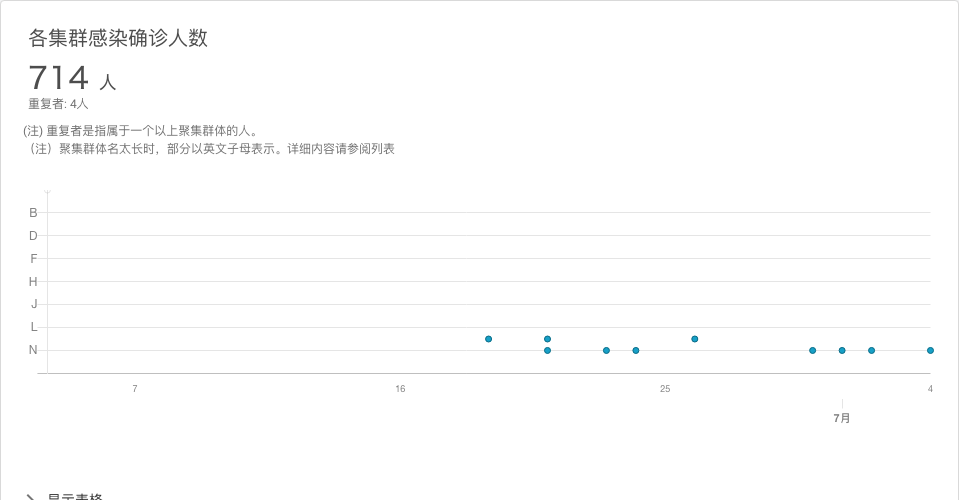 各集群感染确诊人数
714 人
重复者: 4人
(注) 重复者是指属于一个以上聚集群体的人。
（注）聚集群体名太长时，部分以英文子母表示。详细内容请参阅列表
B
D
F
H
J
L
N
7 16 25 4
7月
显示表格